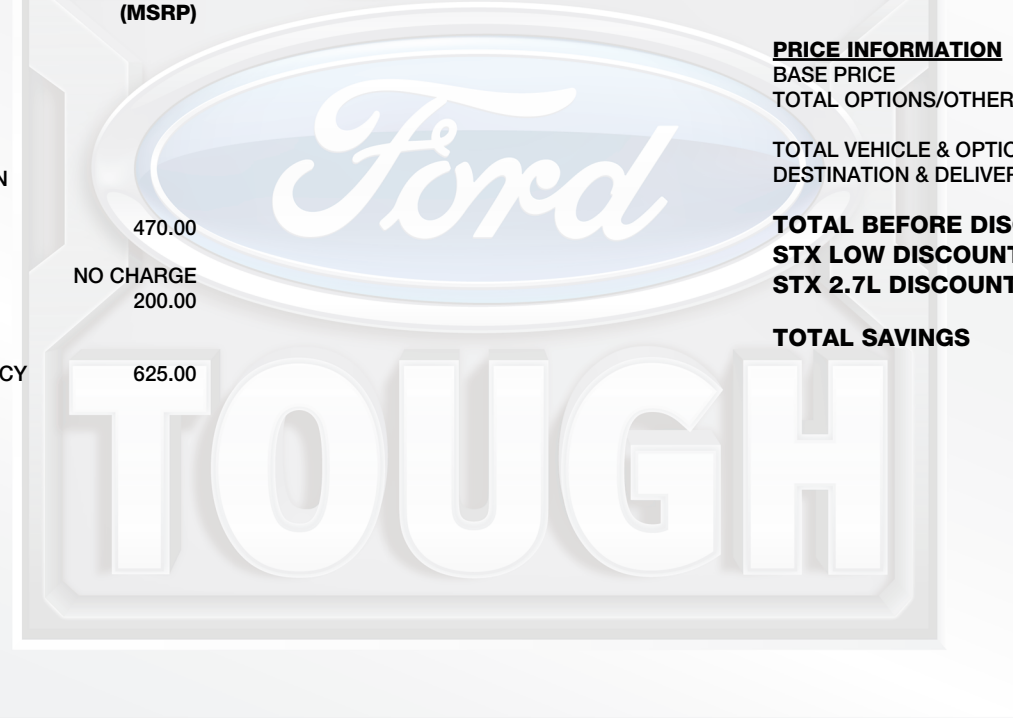 (MSRP)
N
470.00
NO CHARGE
200.00
CY 625.00
Ford
TOUGH
PRICE INFORMATION
BASE PRICE
TOTAL OPTIONS/OTHER
TOTAL VEHICLE & OPTIO
DESTINATION & DELIVER
TOTAL BEFORE DIS
STX LOW DISCOUNT
STX 2.7L DISCOUNT
TOTAL SAVINGS